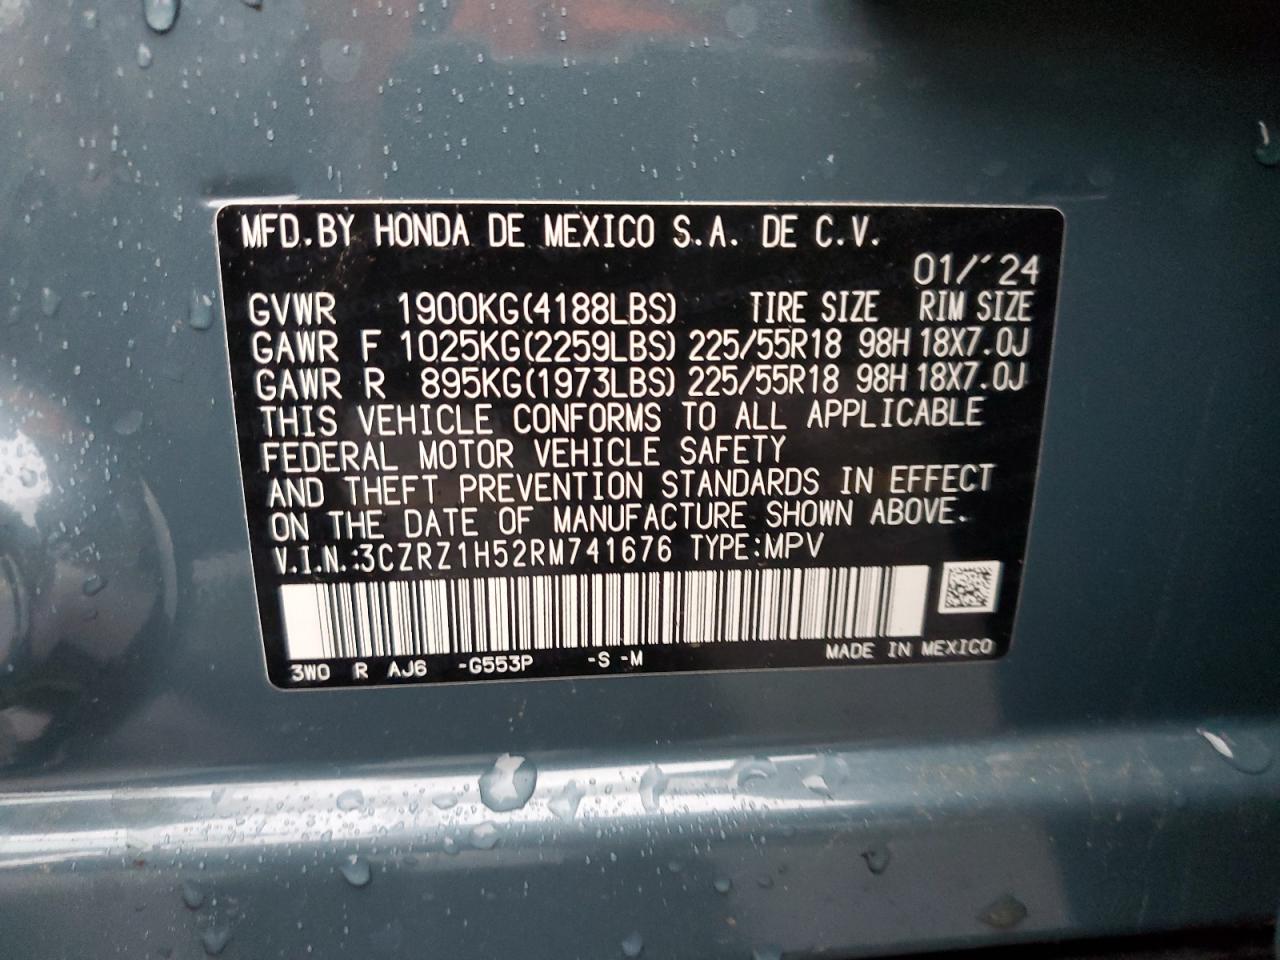 MFD.BY HONDA DE MEXICO S.A. DE C.V.
01/´24
GVWR 1900KG(4188LBS) TIRE SIZE RIM SIZE
GAWR F 1025KG(2259LBS) 225/55R18 98H 18X7.0J
GAWR R 895KG(1973LBS) 225/55R18 98H 18X7.0J
THIS VEHICLE CONFORMS TO ALL APPLICABLE
FEDERAL MOTOR VEHICLE SAFETY
AND THEFT PREVENTION STANDARDS IN EFFECT
ON THE DATE OF MANUFACTURE SHOWN ABOVE.
V.I.N.:3CZRZ1H52RM741676 TYPE:MPV
3WO R AJ6 -G553P -S -M MADE IN MEXICO